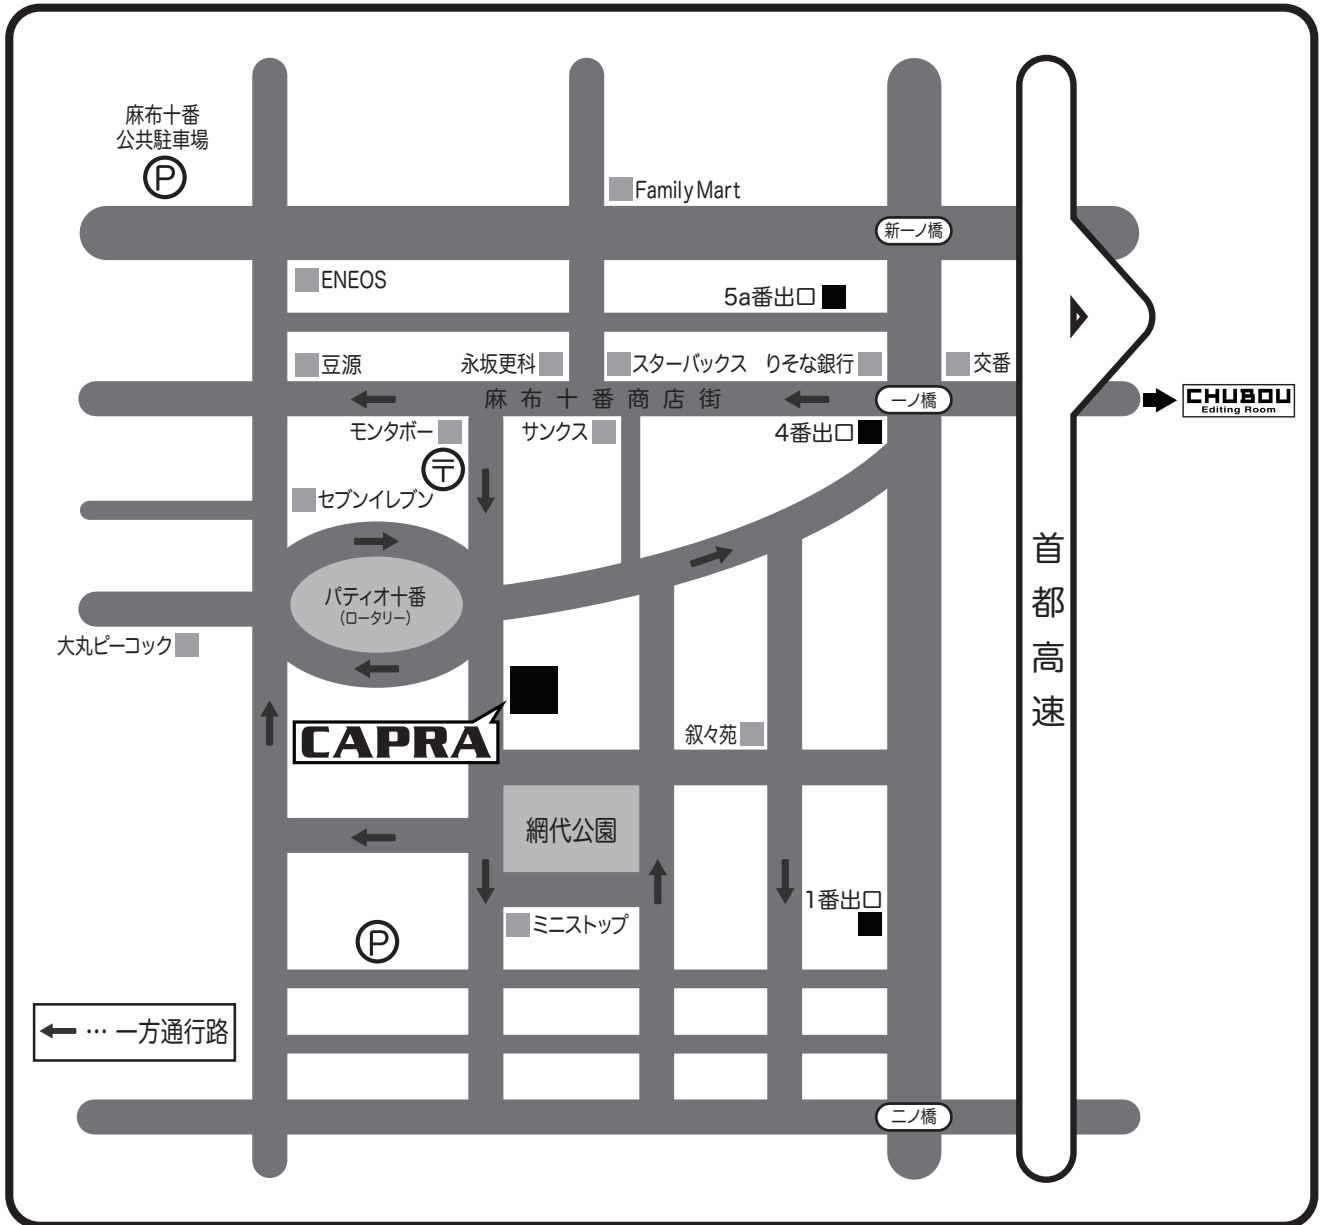 麻布十番
公共駐車場
P
Family Mart
新一ノ橋
ENEOS
5a番出口
豆源
永坂更科
スターバックス
りそな銀行
交番
麻布十番商店街
一ノ橋
CHUBOU
Editing Room
モンタボー
サンクス
4番出口
〒
セブンイレブン
首都高速
パティオ十番
(ロータリー)
大丸ピーコック
CAPRA
叙々苑
網代公園
1番出口
ミニストップ
P
… 一方通行路
二ノ橋